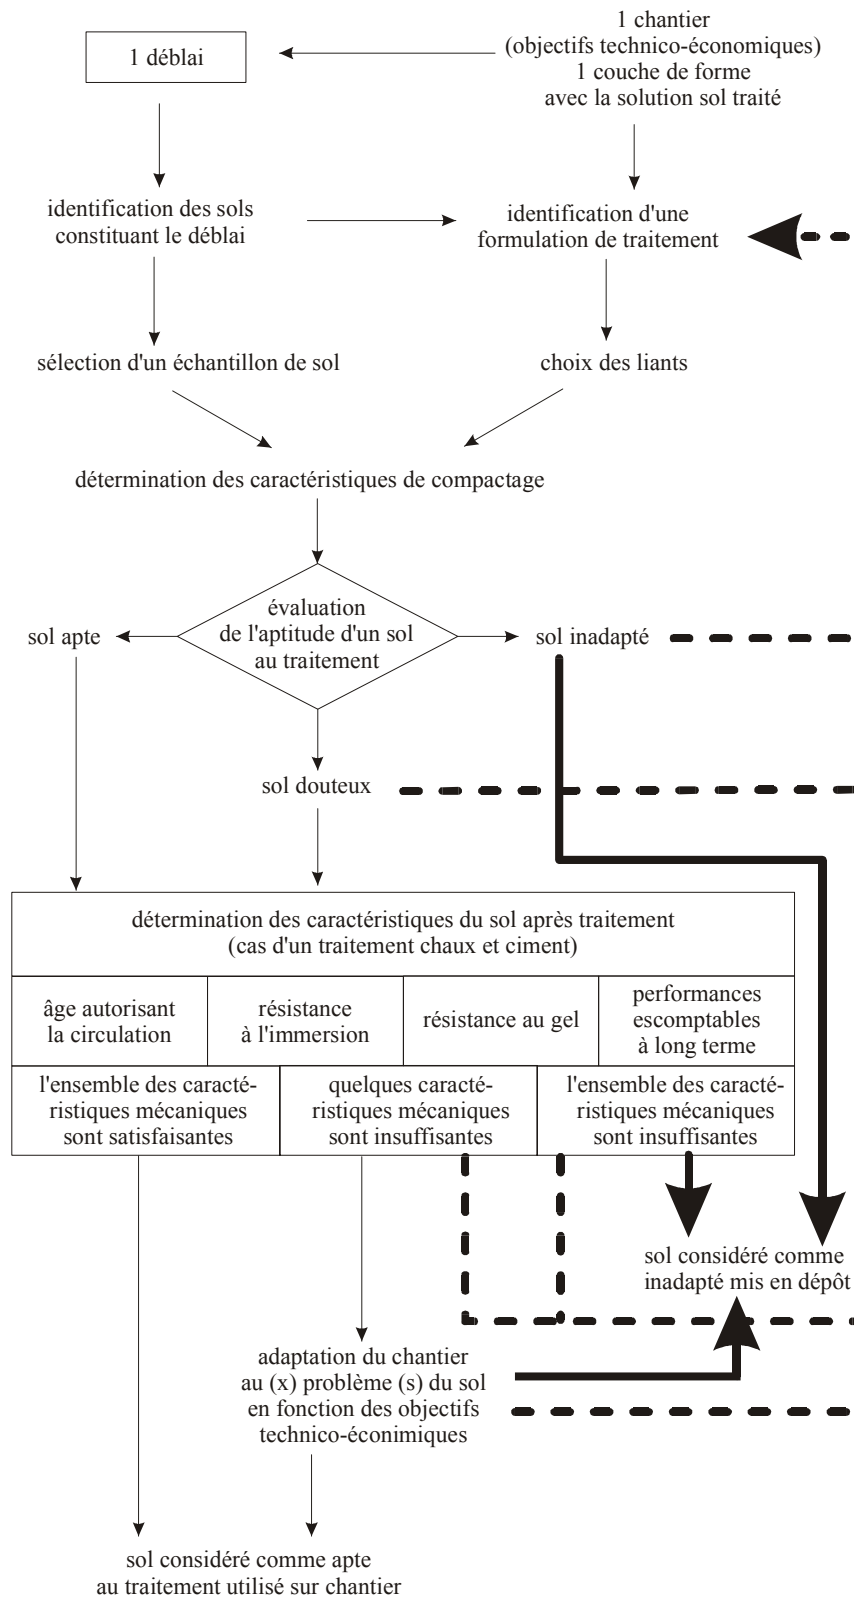 1 déblai
1 chantier
(objectifs technico-économiques)
1 couche de forme
avec la solution sol traité
identification des sols
constituant le déblai
identification d'une
formulation de traitement
sélection d'un échantillon de sol
choix des liants
détermination des caractéristiques de compactage
évaluation
de l'aptitude d'un sol
au traitement
sol apte
sol inadapté
sol douteux
détermination des caractéristiques du sol après traitement
(cas d'un traitement chaux et ciment)
âge autorisant
la circulation
résistance
à l'immersion
résistance au gel
performances
escomptables
à long terme
l'ensemble des caracté-
ristiques mécaniques
sont satisfaisantes
quelques caracté-
ristiques mécaniques
sont insuffisantes
l'ensemble des caracté-
ristiques mécaniques
sont insuffisantes
sol considéré comme
inadapté mis en dépôt
adaptation du chantier
au (x) problème (s) du sol
en fonction des objectifs
technico-éconimiques
sol considéré comme apte
au traitement utilisé sur chantier